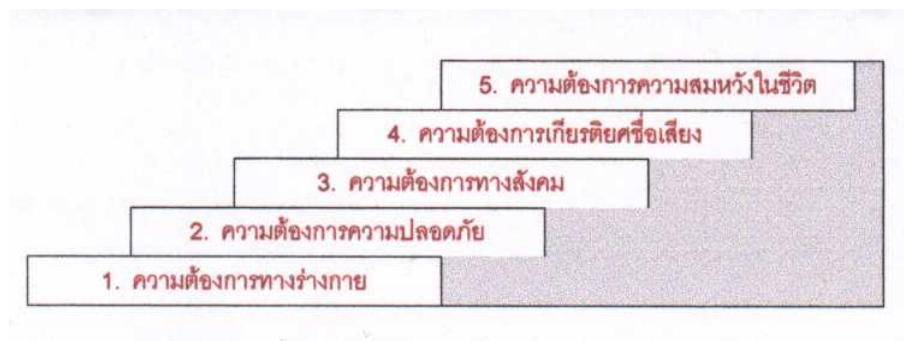 5. ความต้องการความสมหวังในชีวิต
4. ความต้องการเกียรติยศชื่อเสียง
3. ความต้องการทางสังคม
2. ความต้องการความปลอดภัย
1. ความต้องการทางร่างกาย